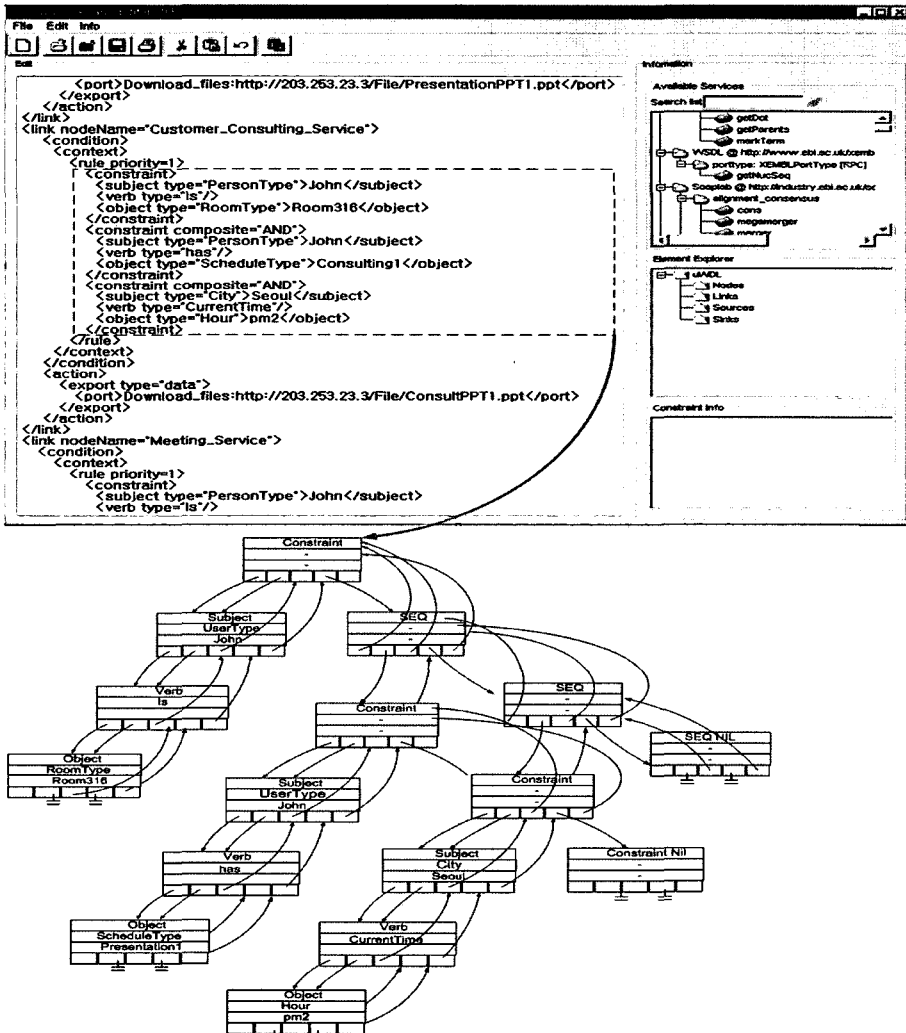 File Edit Info
Edit
<port>Download_files:http://203.253.23.3/File/PresentationPPT1.ppt</port>
</export>
</action>
</link>
<link nodeName="Customer_Consulting_Service">
<condition>
<context>
<rule priority=1>
<constraint>
<subject type="PersonType">John</subject>
<verb type="is"/>
<object type="RoomType">Room316</object>
</constraint>
<constraint composite="AND">
<subject type="PersonType">John</subject>
<verb type="has"/>
<object type="ScheduleType">Consulting1</object>
</constraint>
<constraint composite="AND">
<subject type="City">Seoul</subject>
<verb type="CurrentTime"/>
<object type="Hour">pm2</object>
</constraint>
</rule>
</context>
</condition>
<action>
<export type="data">
<port>Download_files:http://203.253.23.3/File/ConsultPPT1.ppt</port>
</export>
</action>
</link>
<link nodeName="Meeting_Service">
<condition>
<context>
<rule priority=1>
<constraint>
<subject type="PersonType">John</subject>
<verb type="is"/>
Information
Available Services
Search list
getDot
getParents
markTerm
WSDL @ http://www.ebi.ac.uk/xemb
porttype: XEMBLPortType [RPC]
getNucSeq
Soaplab @ http://industry.ebi.ac.uk/so
alignment_consensus
cons
megamerger
merger
Element Explorer
uWDL
Nodes
Links
Sources
Sinks
Constraint Info
Constraint
-
-
Subject
UserType
John
SEQ
-
-
Verb
Is
SEQ
-
-
Constraint
-
-
SEQ NIL
-
-
Object
RoomType
Room316
Subject
UserType
John
Constraint
-
-
Verb
has
Subject
City
Seoul
Constraint Nil
-
-
Object
ScheduleType
Presentation1
Verb
CurrentTime
Object
Hour
pm2